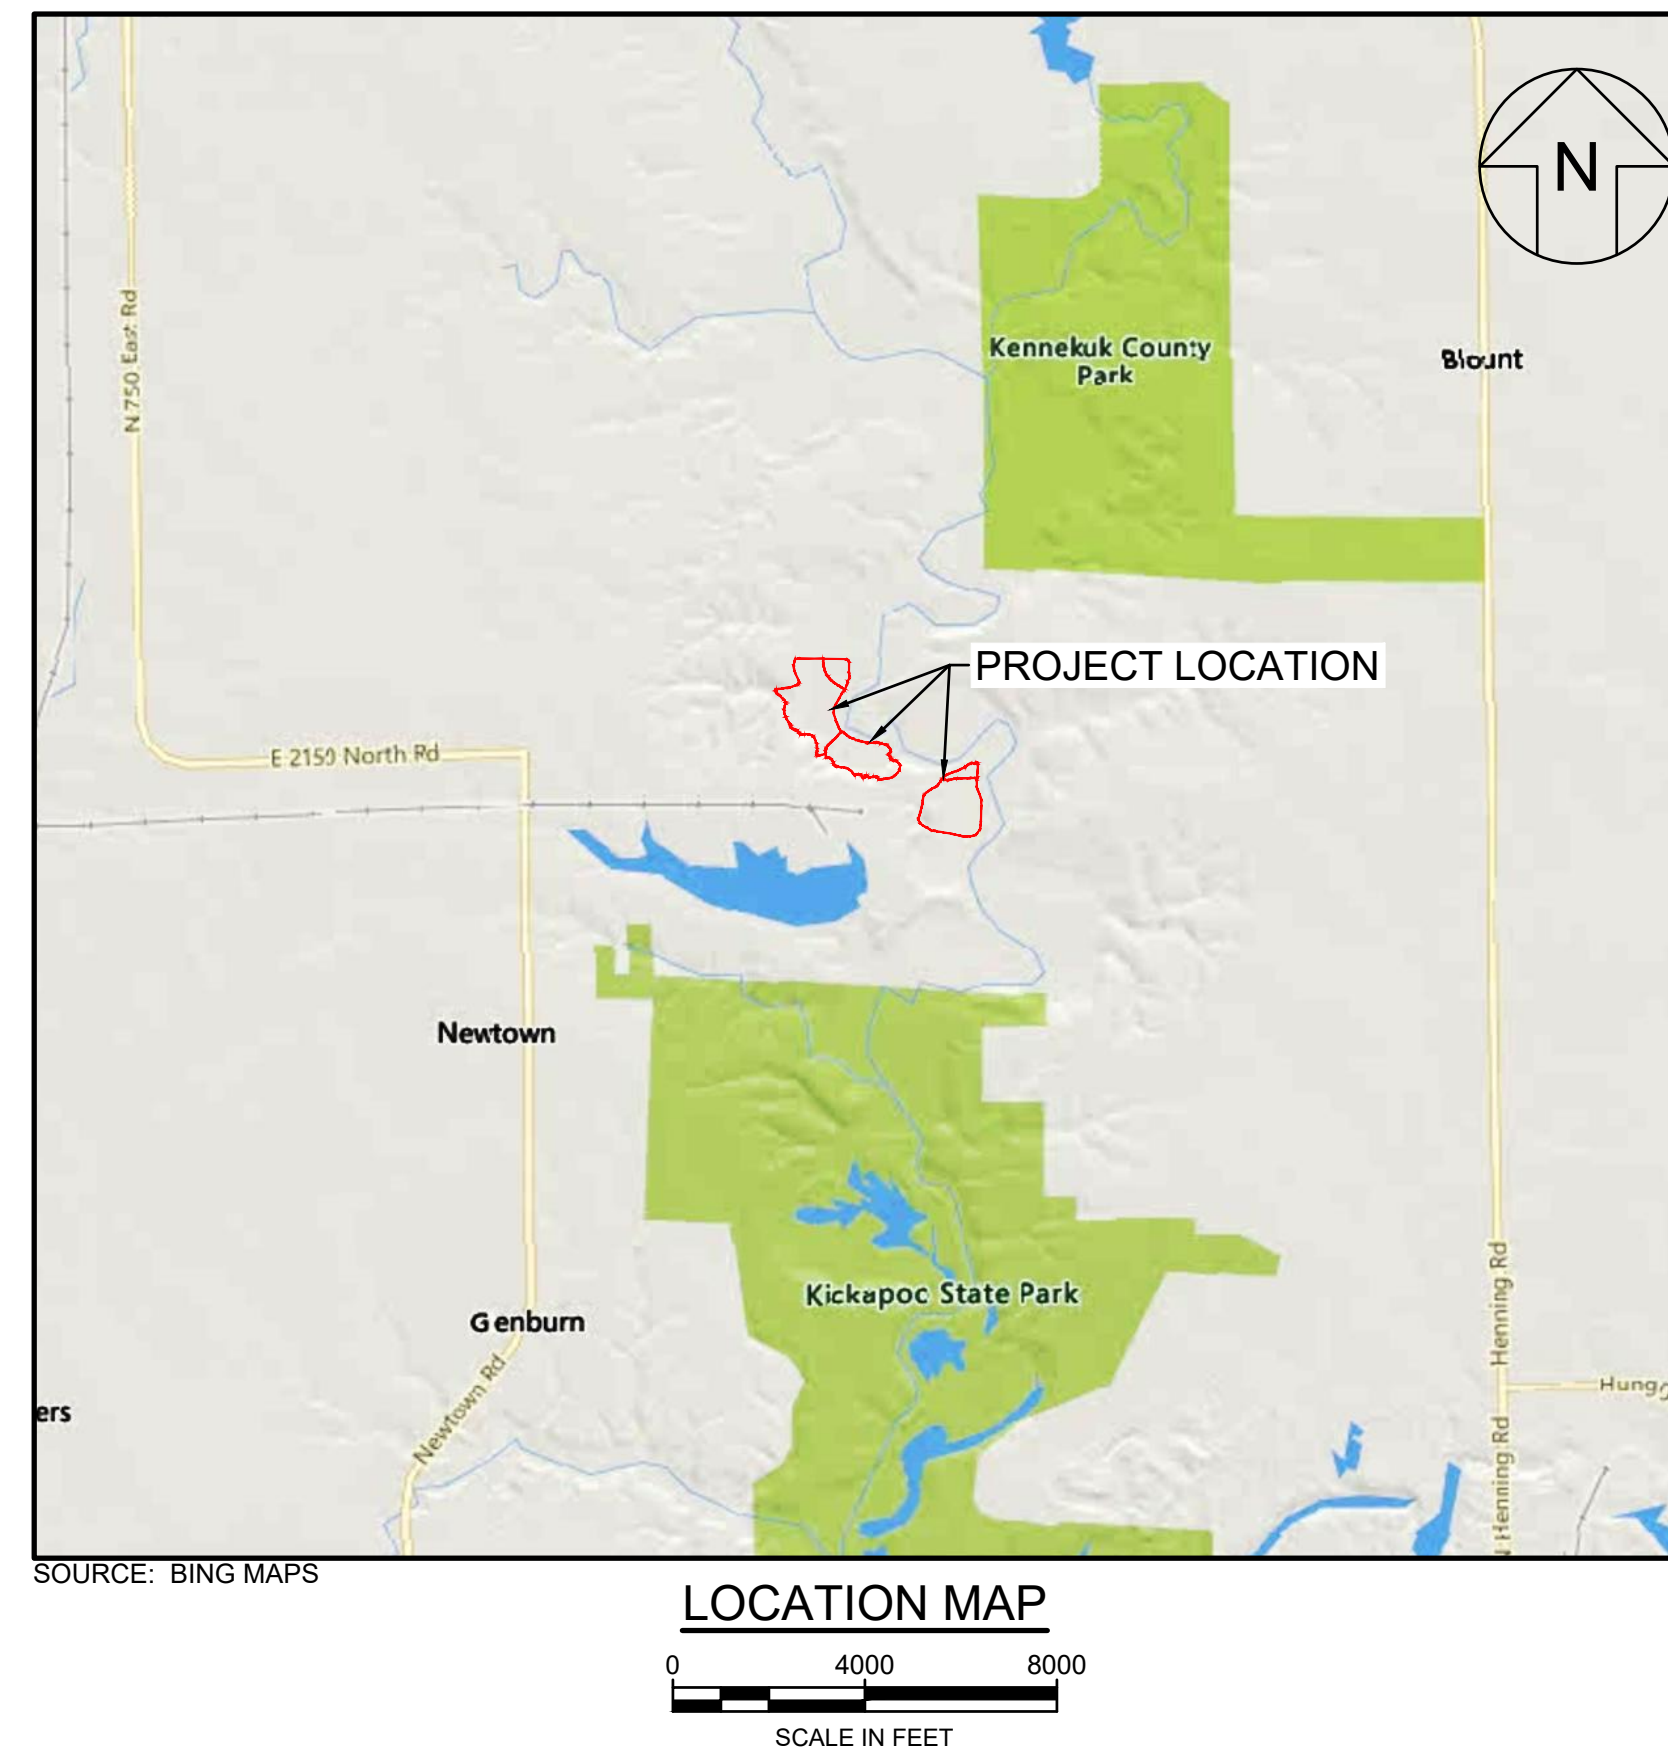 N
N 750 East Rd
Kennekuk County
Park
Blount
PROJECT LOCATION
E 2150 North Rd
Newtown
Kickapoc State Park
Genburn
Newtown Rd
Henning Rd
N Henning Rd
ers
SOURCE: BING MAPS
LOCATION MAP
0 4000 8000
SCALE IN FEET